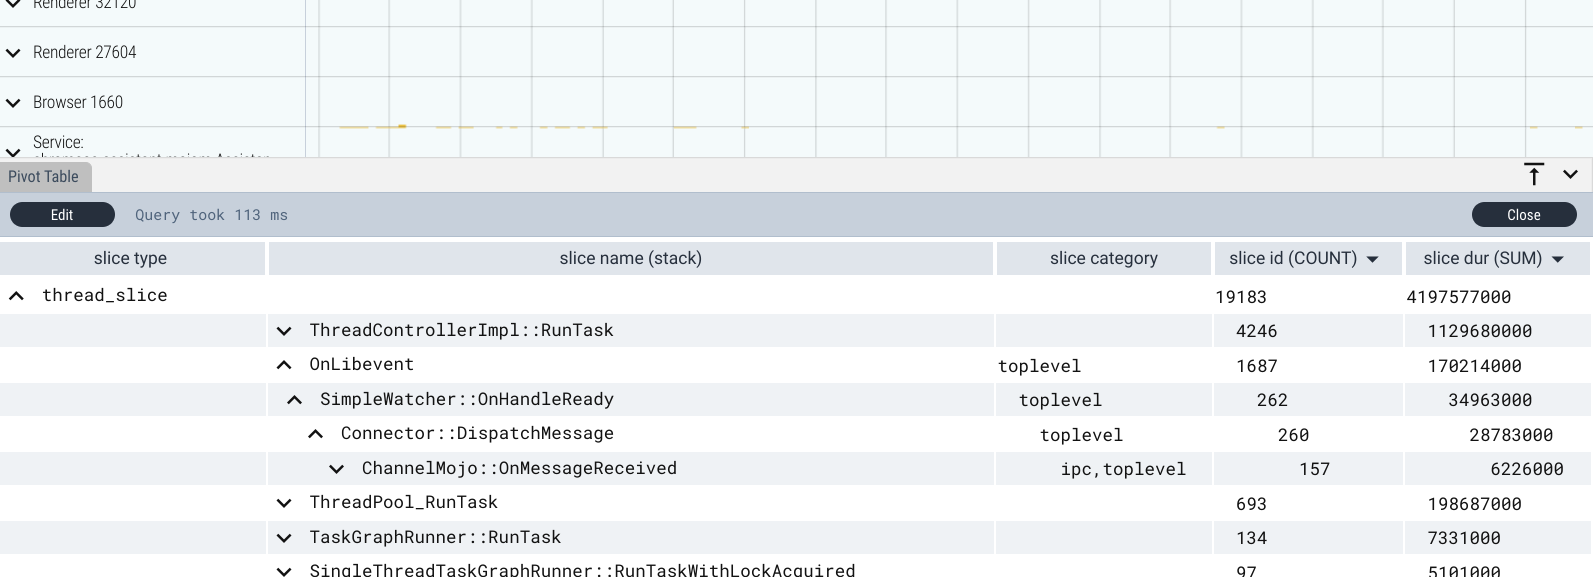 Renderer 32120
Renderer 27604
Browser 1660
Service:
Pivot Table
Edit Query took 113 ms Close
slice type slice name (stack) slice category slice id (COUNT) slice dur (SUM)
thread_slice 19183 4197577000
ThreadControllerImpl::RunTask 4246 1129680000
OnLibevent toplevel 1687 170214000
SimpleWatcher::OnHandleReady toplevel 262 34963000
Connector::DispatchMessage toplevel 260 28783000
ChannelMojo::OnMessageReceived ipc,toplevel 157 6226000
ThreadPool_RunTask 693 198687000
TaskGraphRunner::RunTask 134 7331000
SingleThreadTaskGraphRunner::RunTaskWithLockAcquired 97 5101000